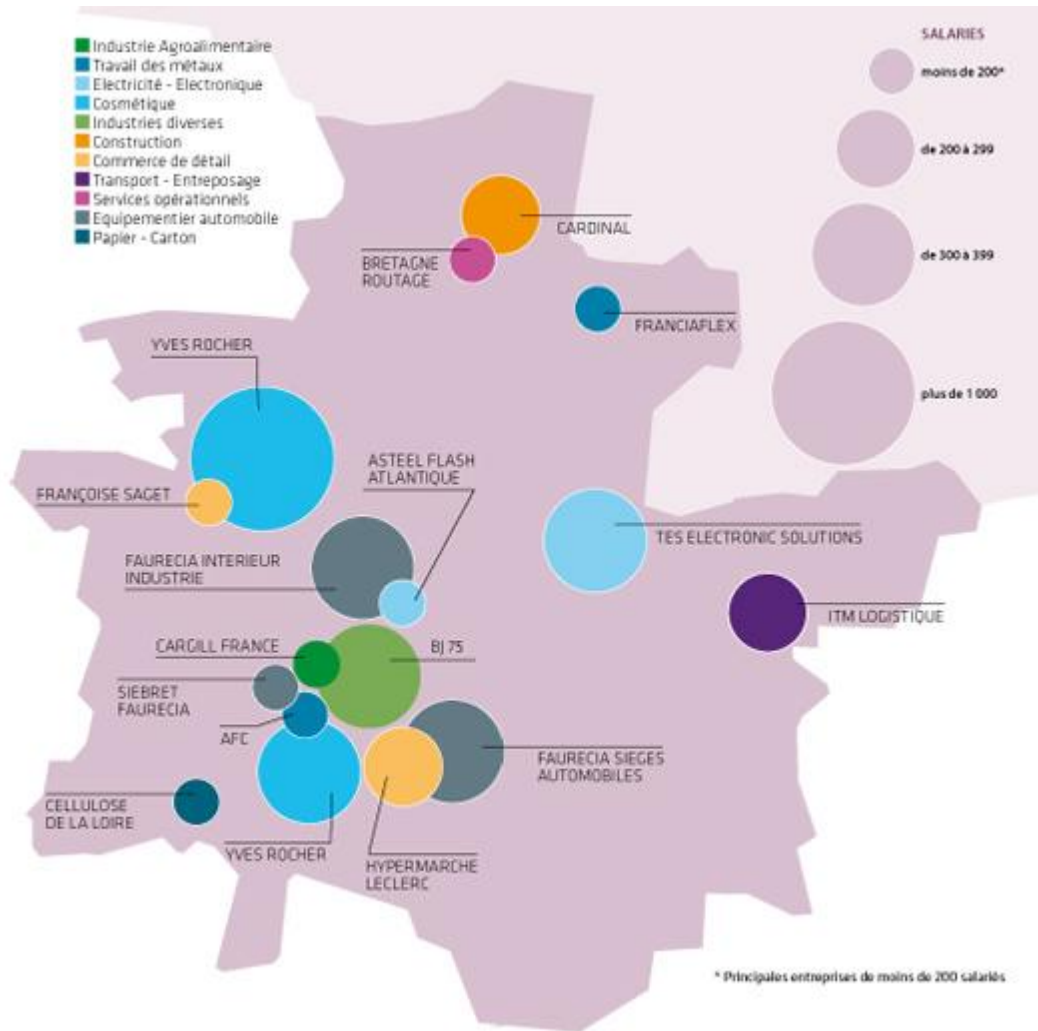 Industrie Agroalimentaire
Travail des métaux
Electricité - Electronique
Cosmétique
Industries diverses
Construction
Commerce de détail
Transport - Entreposage
Services opérationnels
Equipementier automobile
Papier - Carton
SALARIES
moins de 200*
de 200 à 299
de 300 à 399
plus de 1 000
CARDINAL
BRETAGNE
ROUTAGE
FRANCIAFLEX
YVES ROCHER
ASTEEL FLASH
ATLANTIQUE
FRANÇOISE SAGET
TES ELECTRONIC SOLUTIONS
FAURECIA INTERIEUR
INDUSTRIE
ITM LOGISTIQUE
CARGILL FRANCE
BJ 75
SIEBRET
FAURECIA
AFC
FAURECIA SIEGES
AUTOMOBILES
CELLULOSE
DE LA LOIRE
YVES ROCHER
HYPERMARCHE
LECLERC
* Principales entreprises de moins de 200 salariés